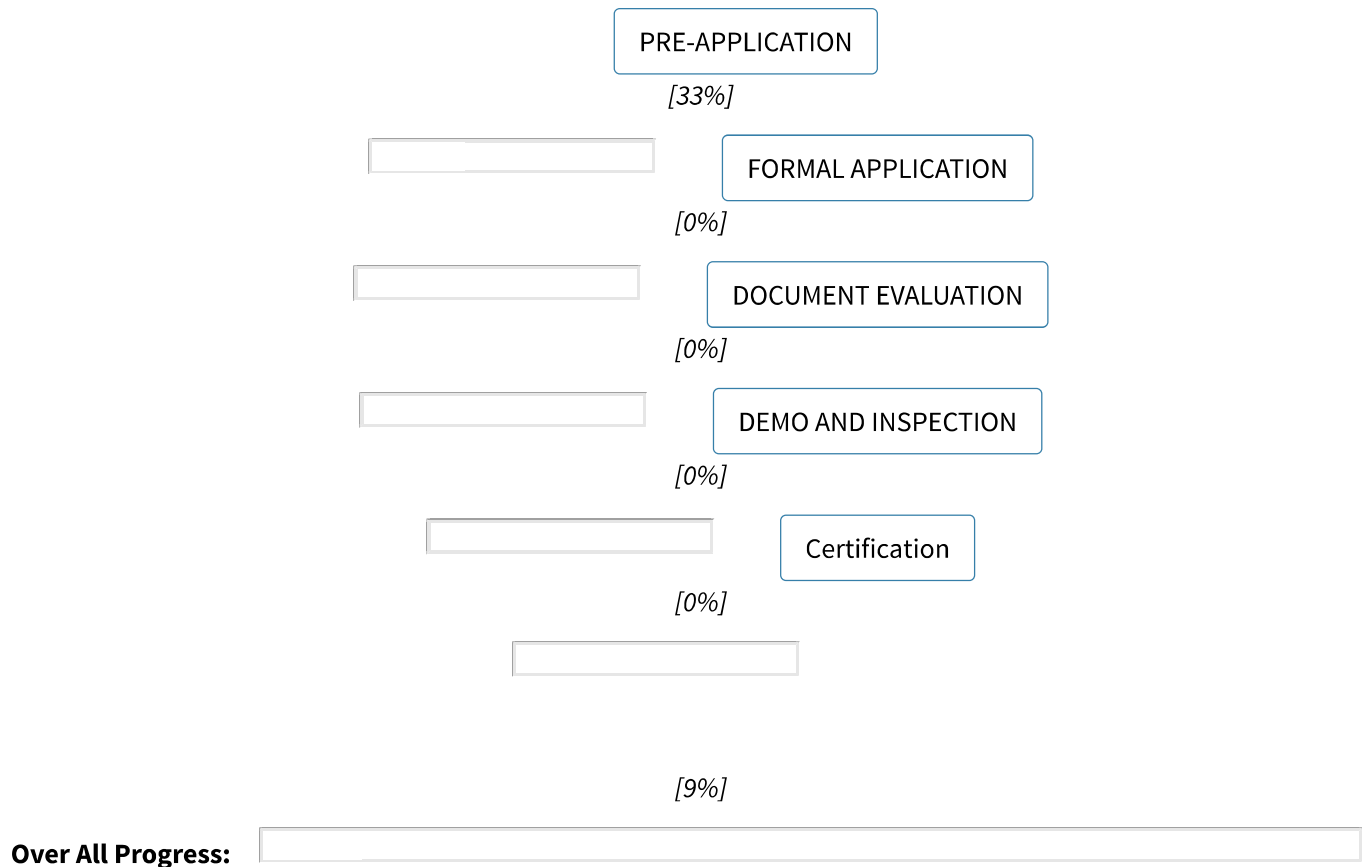 PRE-APPLICATION
[33%]
FORMAL APPLICATION
[0%]
DOCUMENT EVALUATION
[0%]
DEMO AND INSPECTION
[0%]
Certification
[0%]
[9%]
Over All Progress: